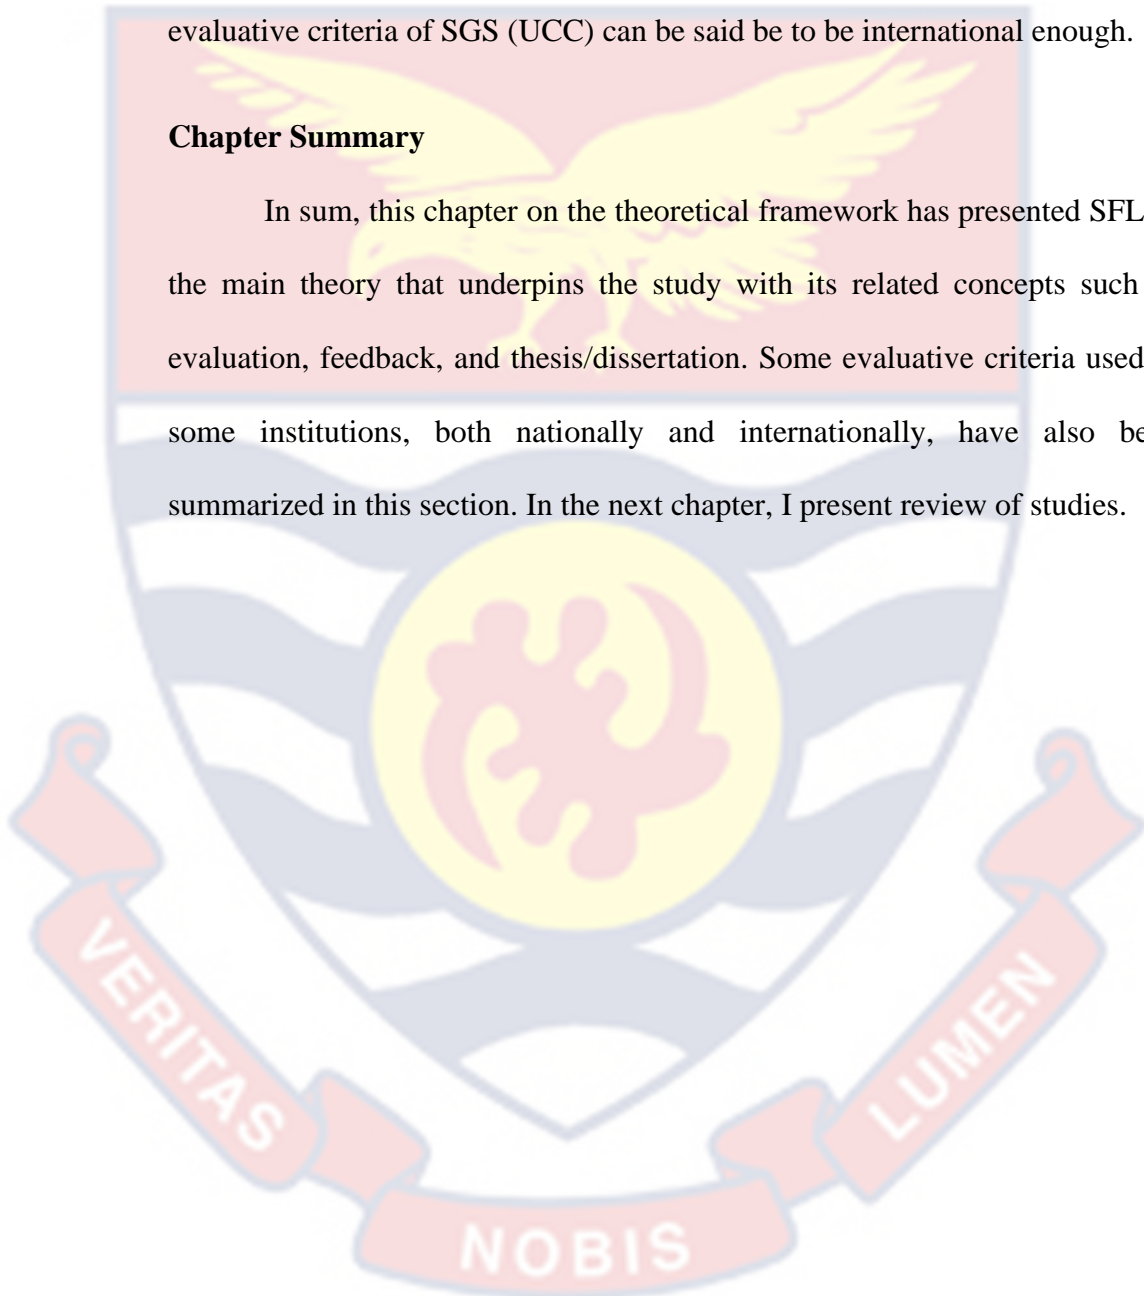 evaluative criteria of SGS (UCC) can be said be to be international enough.
Chapter Summary
In sum, this chapter on the theoretical framework has presented SFL
the main theory that underpins the study with its related concepts such
evaluation, feedback, and thesis/dissertation. Some evaluative criteria used
some institutions, both nationally and internationally, have also be
summarized in this section. In the next chapter, I present review of studies.
VERITAS
NOBIS
LUMEN